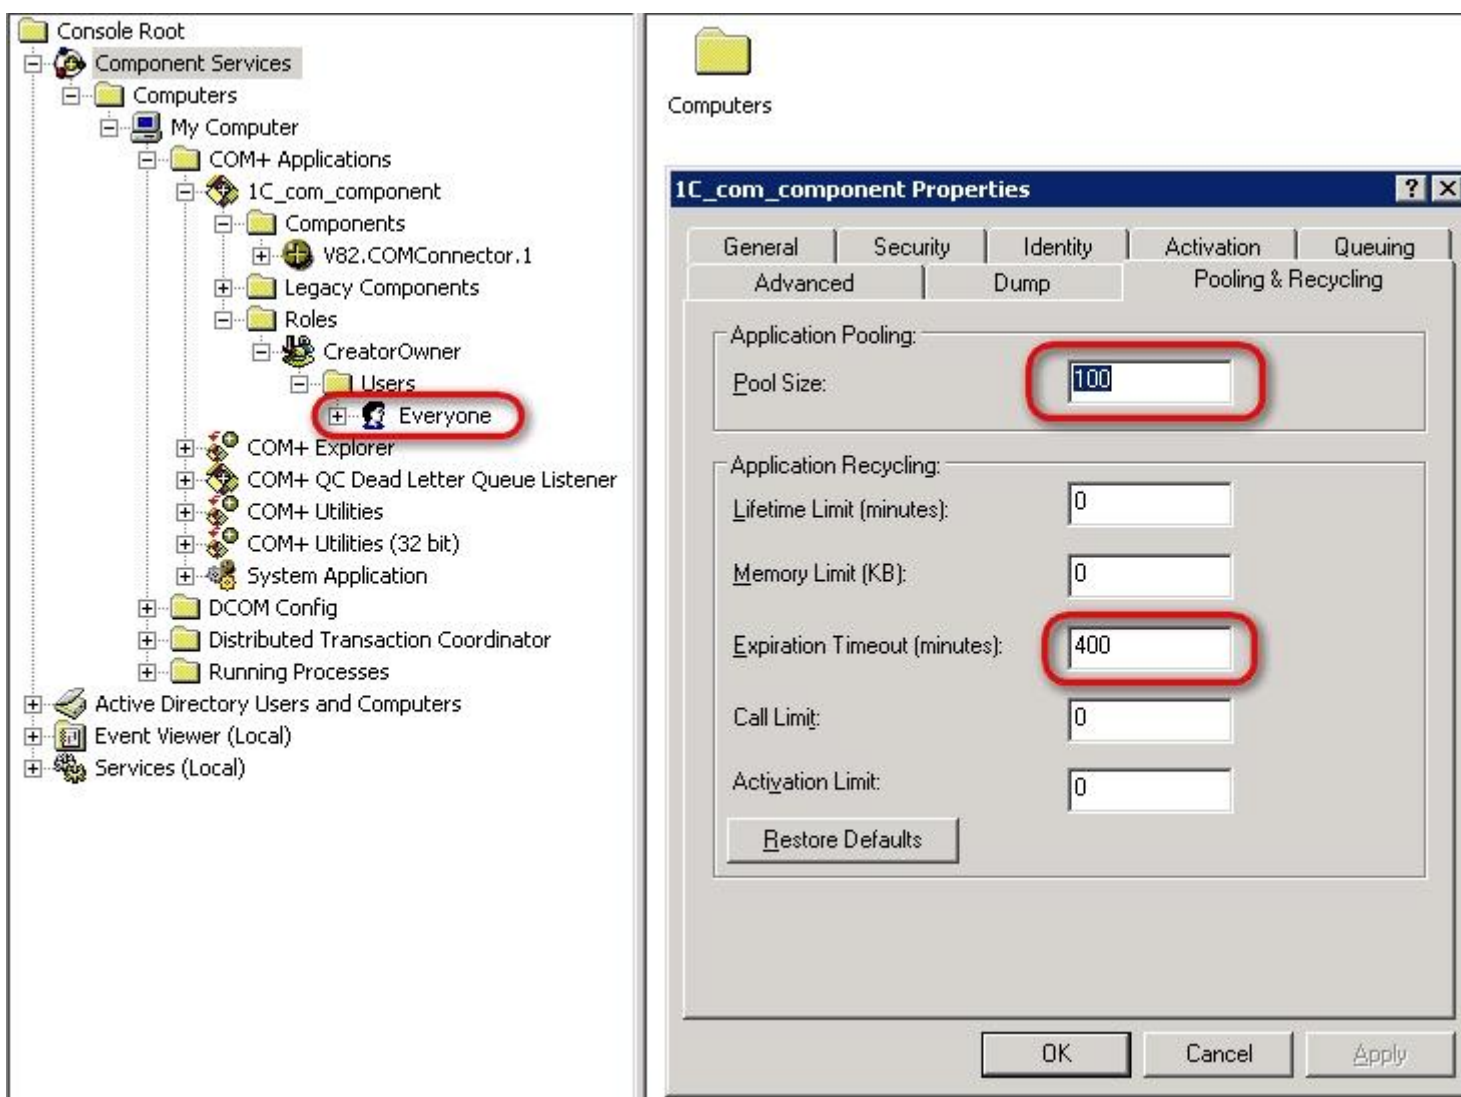 Console Root
Component Services
Computers
My Computer
COM+ Applications
1C_com_component
Components
V82.COMConnector.1
Legacy Components
Roles
CreatorOwner
Users
Everyone
COM+ Explorer
COM+ QC Dead Letter Queue Listener
COM+ Utilities
COM+ Utilities (32 bit)
System Application
DCOM Config
Distributed Transaction Coordinator
Running Processes
Active Directory Users and Computers
Event Viewer (Local)
Services (Local)
Computers
1C_com_component Properties
General Security Identity Activation Queuing
Advanced Dump Pooling & Recycling
Application Pooling:
Pool Size: 100
Application Recycling:
Lifetime Limit (minutes): 0
Memory Limit (KB): 0
Expiration Timeout (minutes): 400
Call Limit: 0
Activation Limit: 0
Restore Defaults
OK Cancel Apply